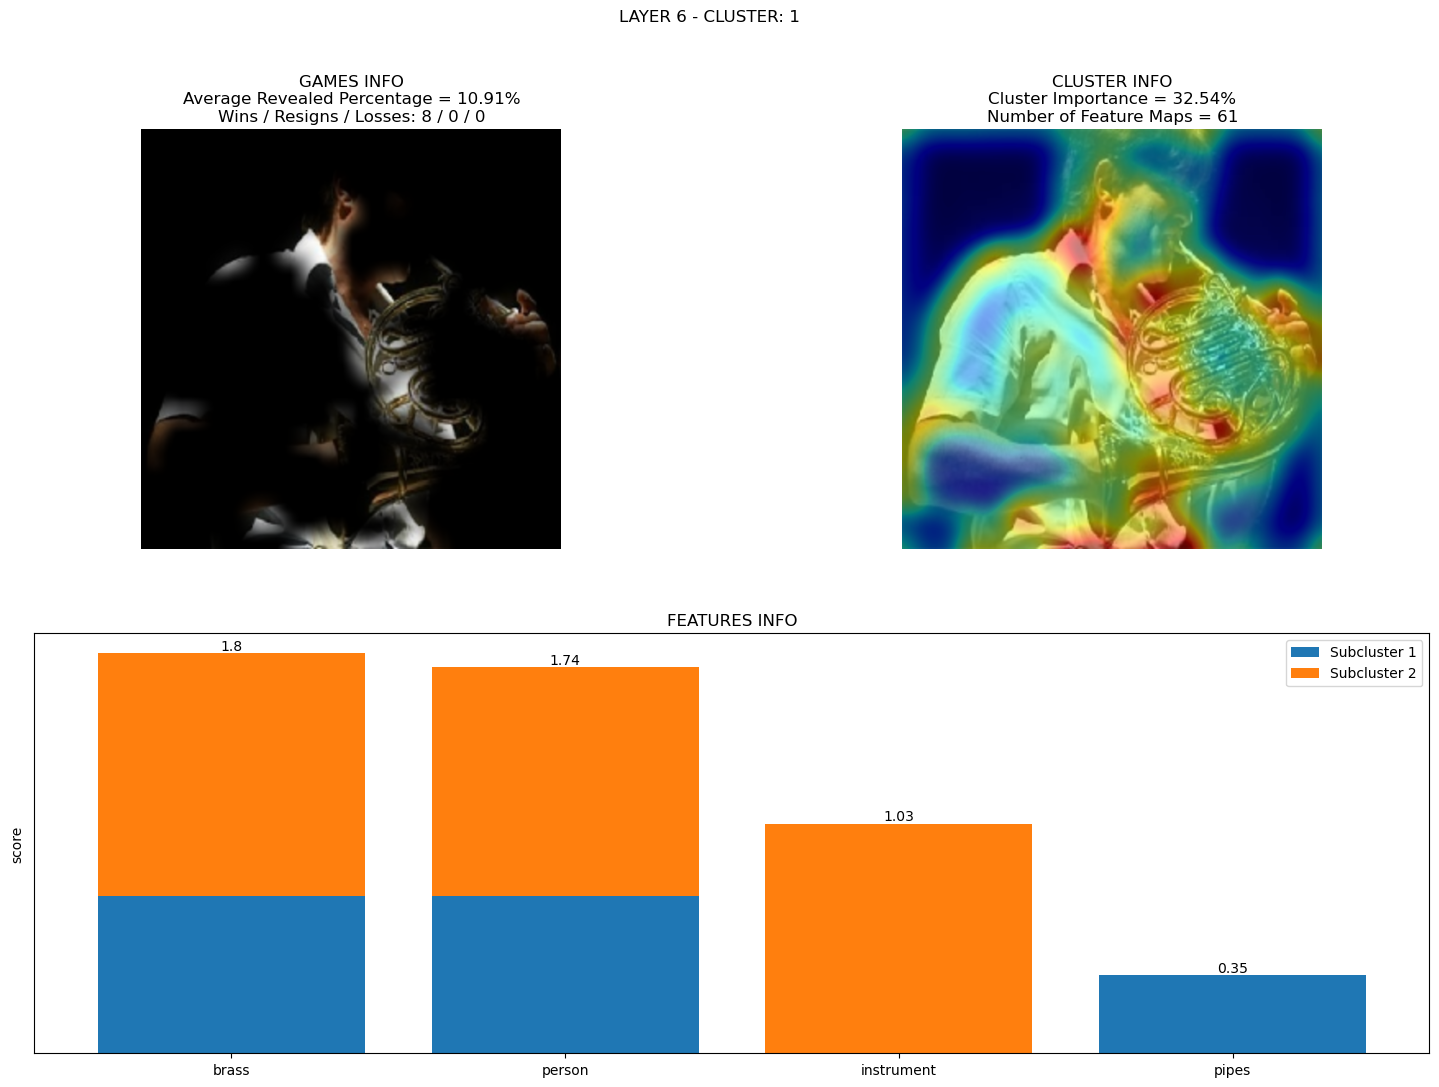 LAYER 6 - CLUSTER: 1
GAMES INFO
Average Revealed Percentage = 10.91%
Wins / Resigns / Losses: 8 / 0 / 0
CLUSTER INFO
Cluster Importance = 32.54%
Number of Feature Maps = 61
FEATURES INFO
Subcluster 1
Subcluster 2
1.8
1.74
1.03
0.35
score
brass
person
instrument
pipes